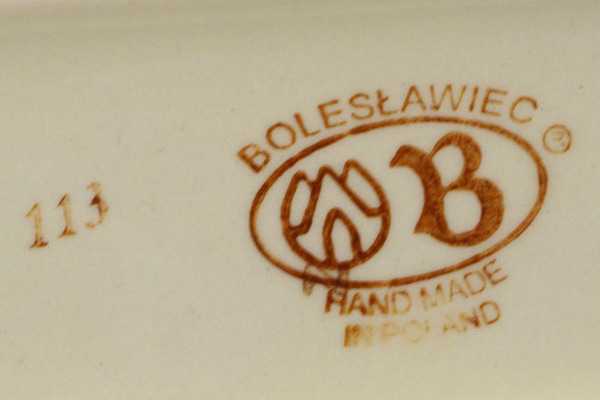 113
BOLESŁAWIEC
®
B
HAND MADE
IN POLAND